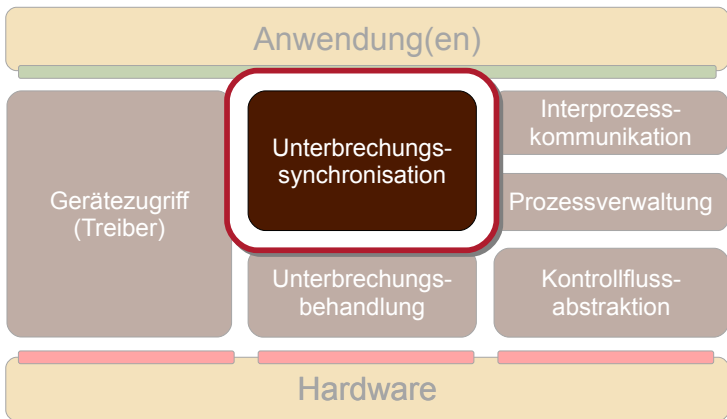 Anwendung(en)
Gerätezugriff
(Treiber)
Unterbrechungs-
synchronisation
Unterbrechungs-
behandlung
Interprozess-
kommunikation
Prozessverwaltung
Kontrollfluss-
abstraktion
Hardware